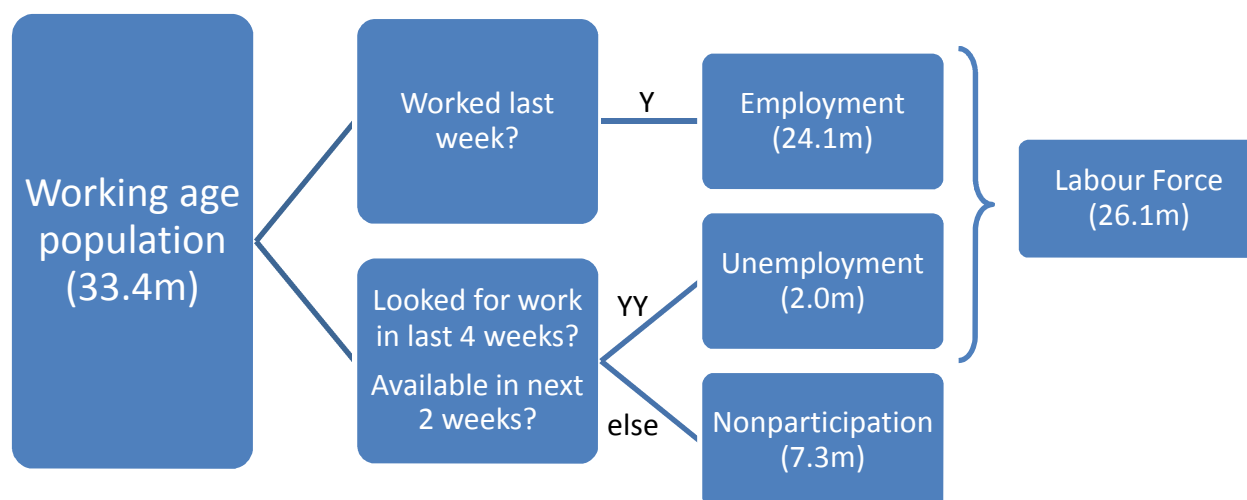 Working age
population
(33.4m)
Worked last
week?
Y
Employment
(24.1m)
Looked for work
in last 4 weeks?
Available in next
2 weeks?
YY
Unemployment
(2.0m)
else
Nonparticipation
(7.3m)
Labour Force
(26.1m)